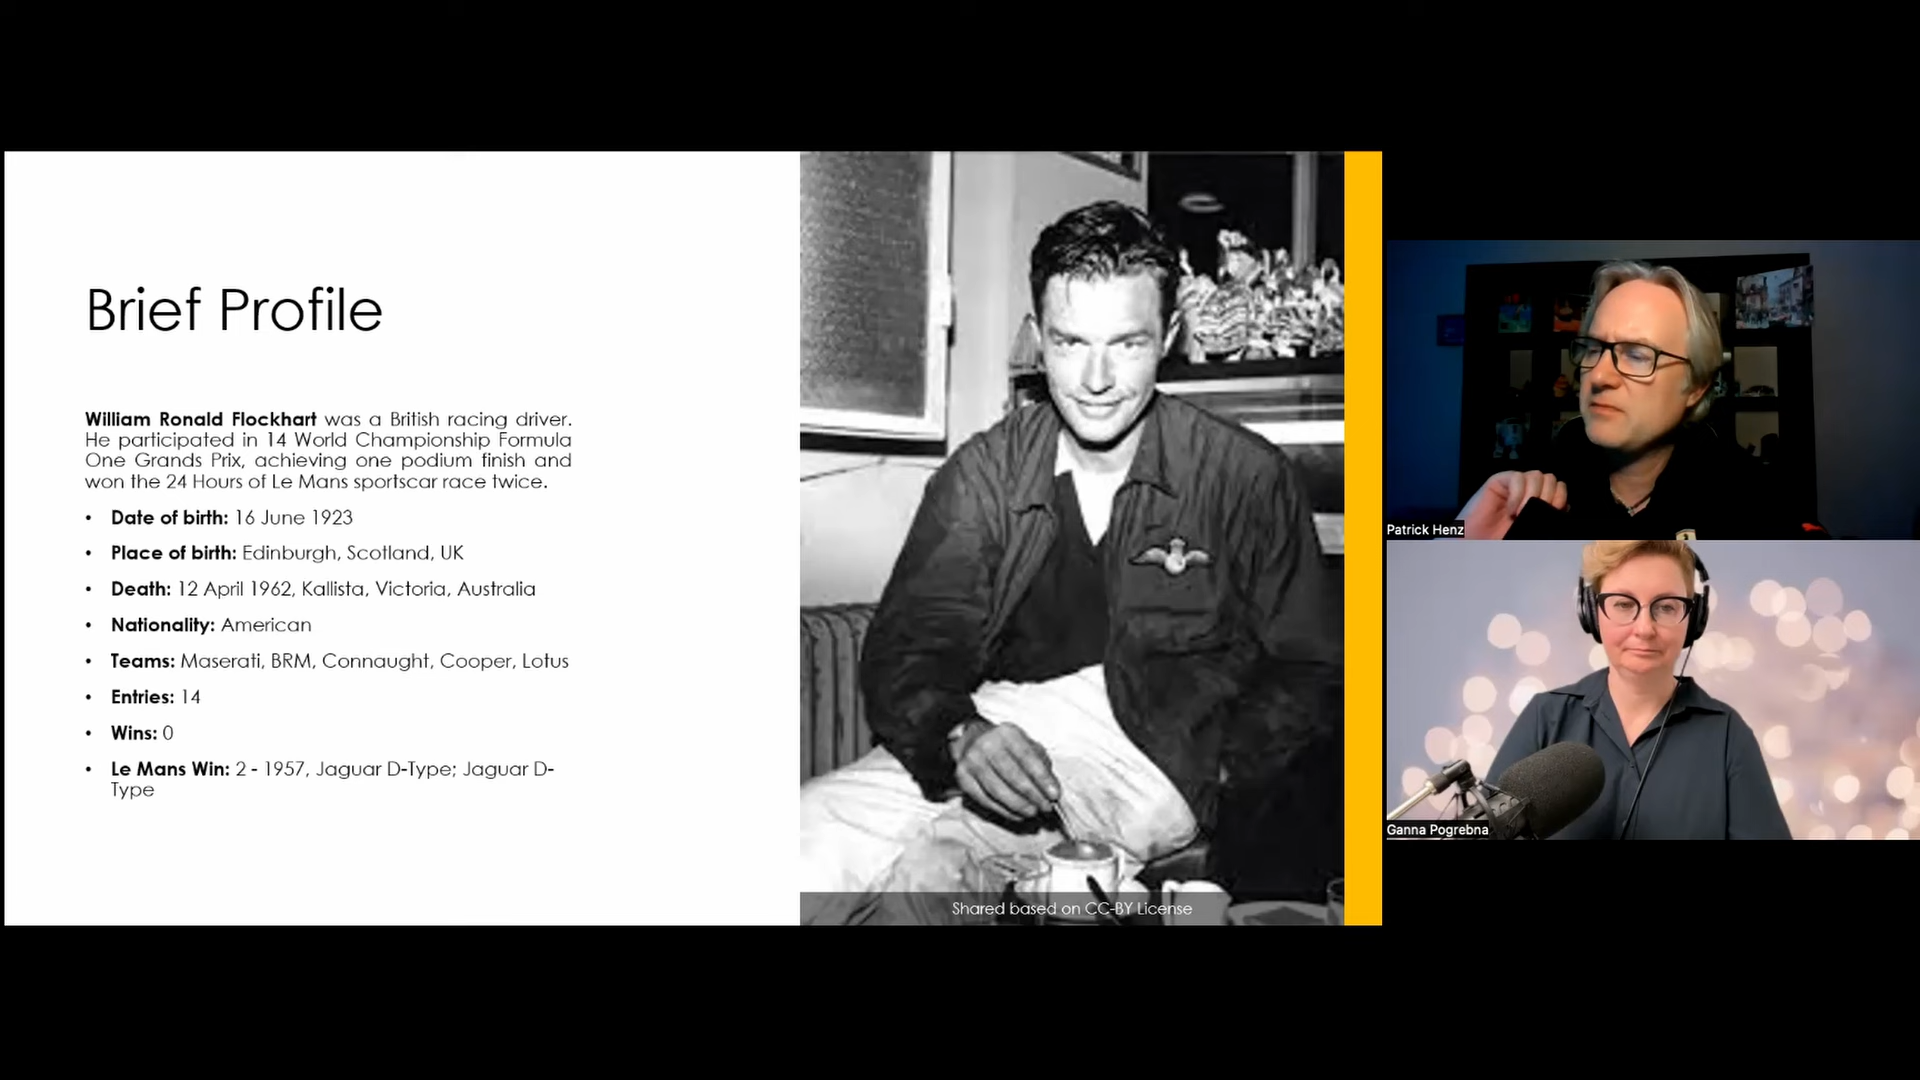 Brief Profile
William Ronald Flockhart was a British racing driver.
He participated in 14 World Championship Formula
One Grands Prix, achieving one podium finish and
won the 24 Hours of Le Mans sportscar race twice.
• Date of birth: 16 June 1923
• Place of birth: Edinburgh, Scotland, UK
• Death: 12 April 1962, Kallista, Victoria, Australia
• Nationality: American
• Teams: Maserati, BRM, Connaught, Cooper, Lotus
• Entries: 14
• Wins: 0
• Le Mans Win: 2 - 1957, Jaguar D-Type; Jaguar D-
Type
Shared based on CC-BY License
Patrick Henz
Ganna Pogrebna